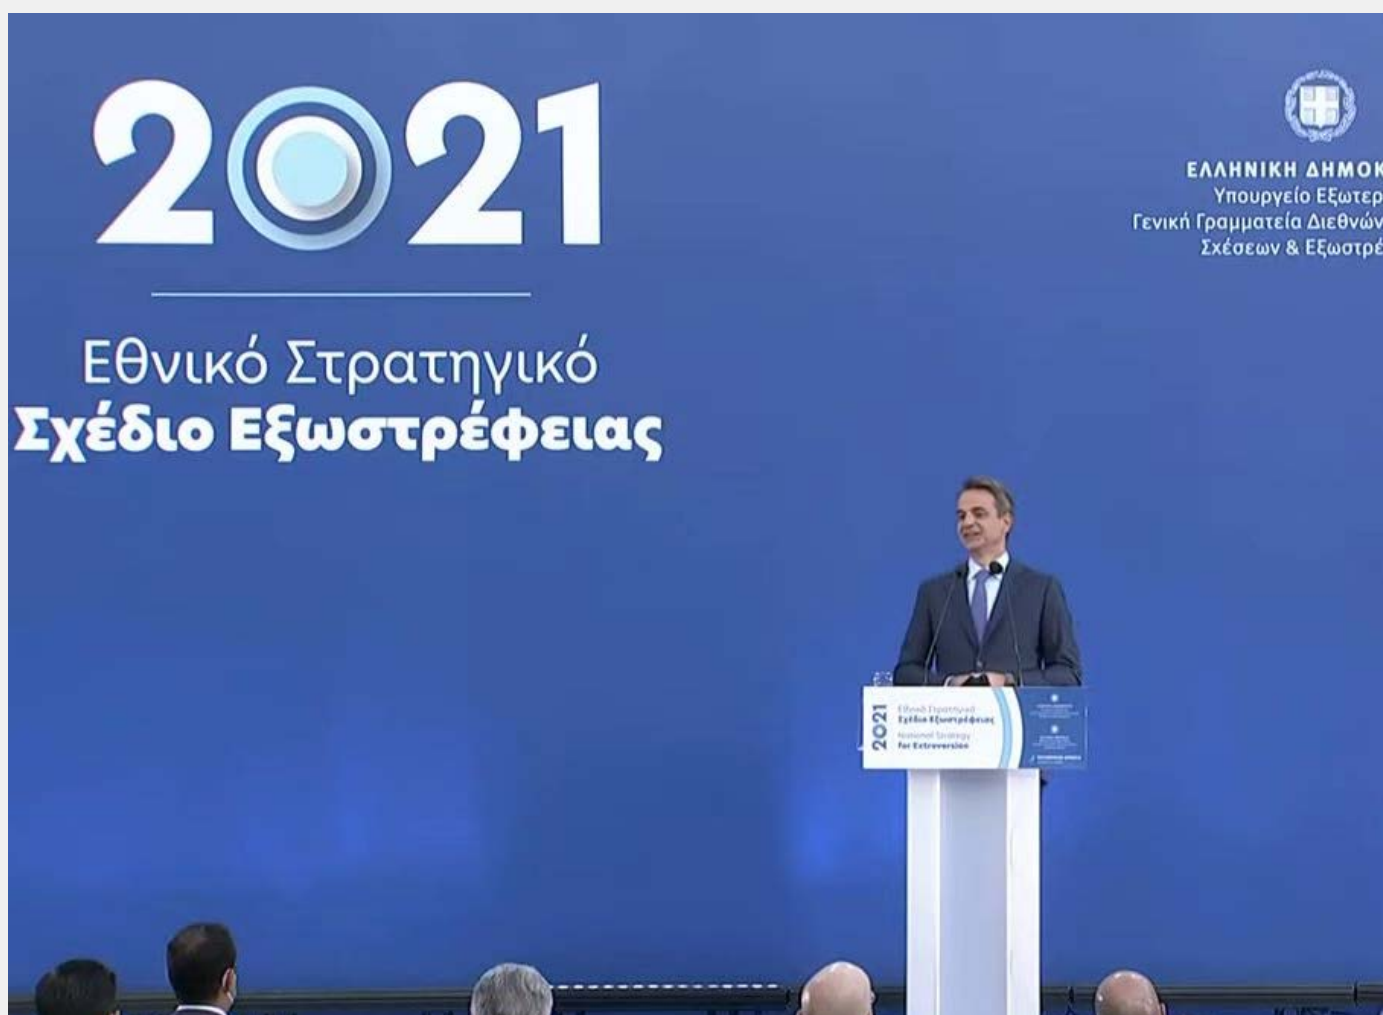 2021
Εθνικό Στρατηγικό
Σχέδιο Εξωστρέφειας
ΕΛΛΗΝΙΚΗ ΔΗΜΟΚ
Υπουργείο Εξωτερ
Γενική Γραμματεία Διεθνών
Σχέσεων & Εξωστρέ
2021
Εθνικό Στρατηγικό
Σχέδιο Εξωστρέφειας
National Strategy
for Extroversion